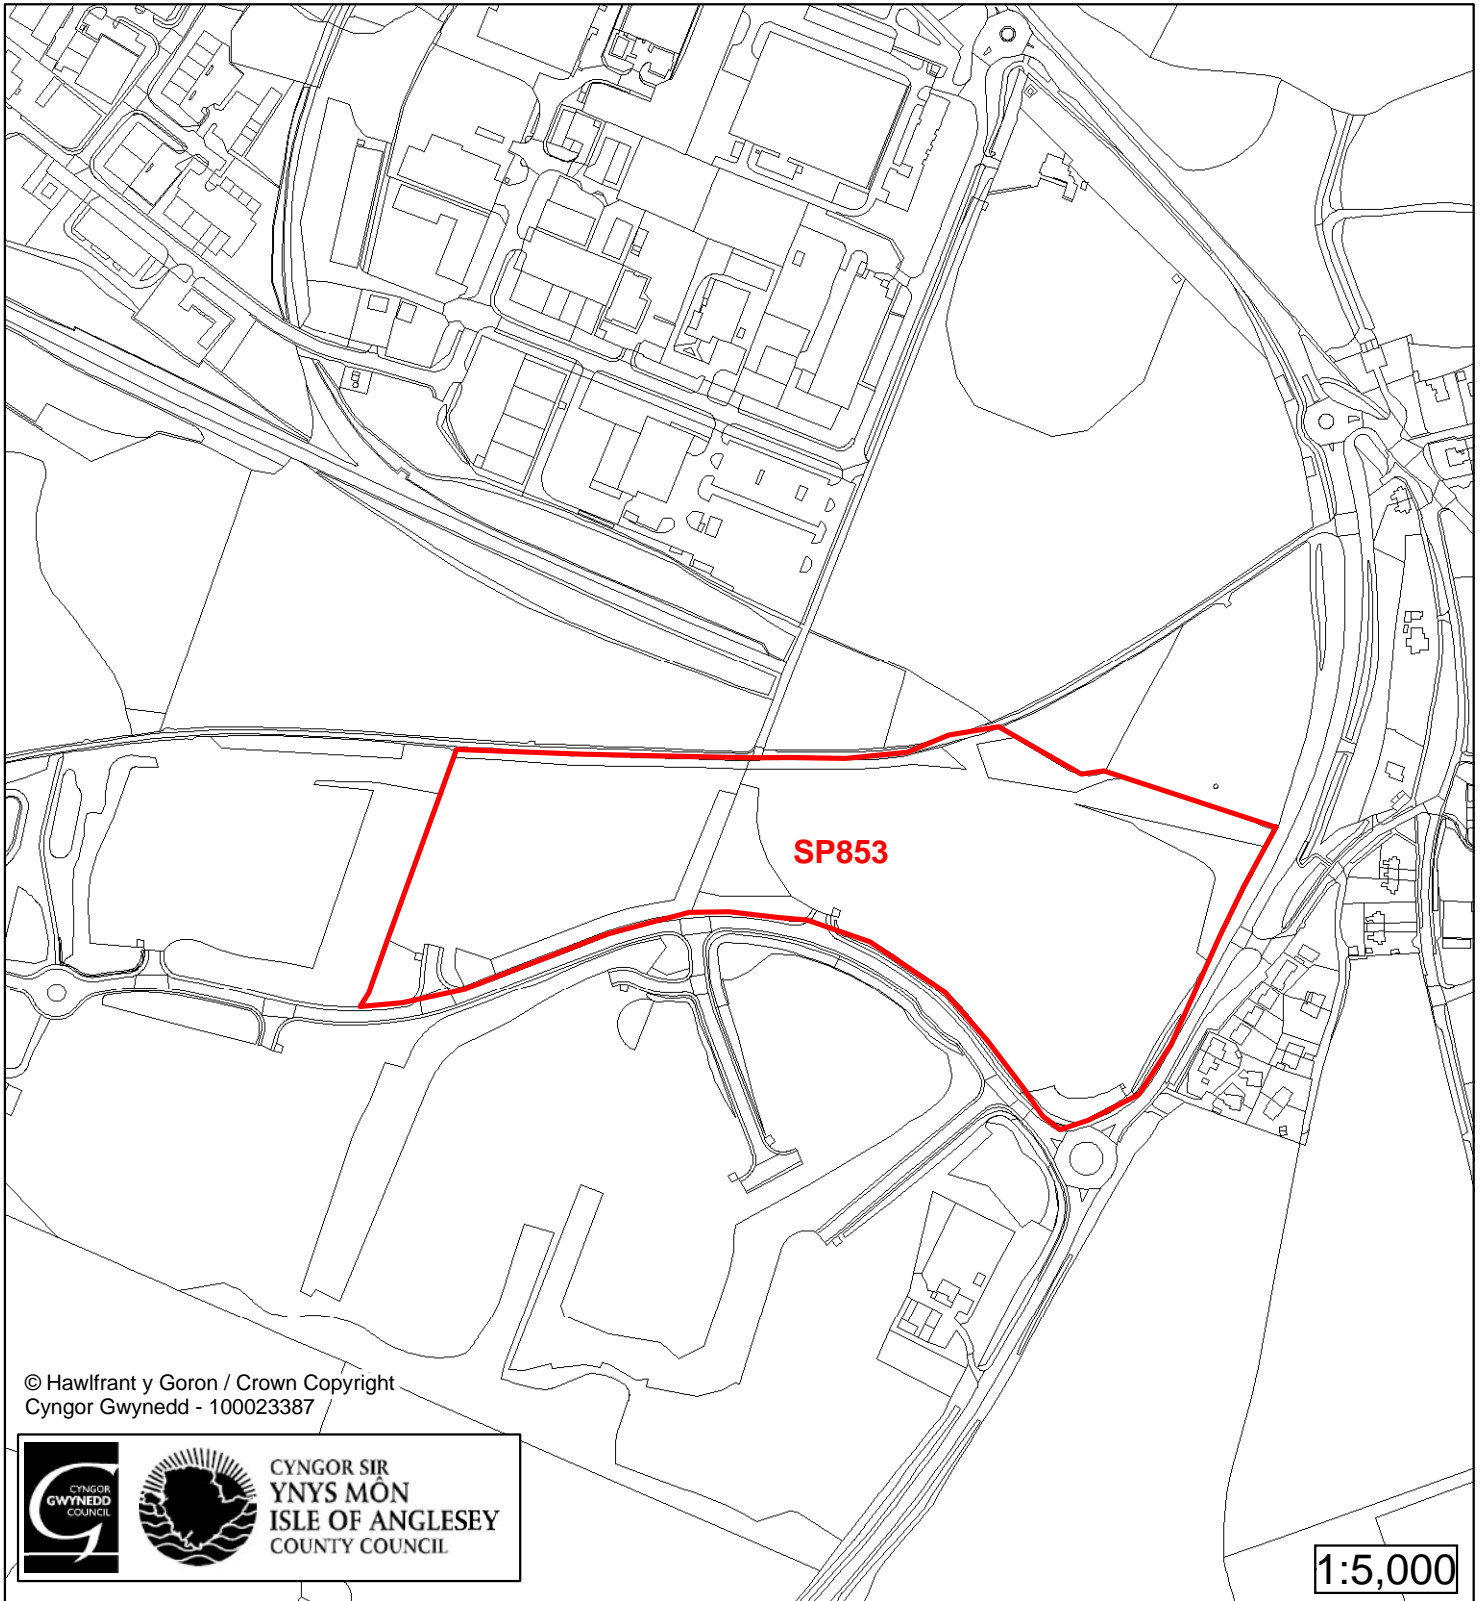 SP853
© Hawlfrant y Goron / Crown Copyright
Cyngor Gwynedd - 100023387
CYNGOR
GWYNEDD
COUNCIL
CYNGOR SIR
YNYS MÔN
ISLE OF ANGLESEY
COUNTY COUNCIL
1:5,000